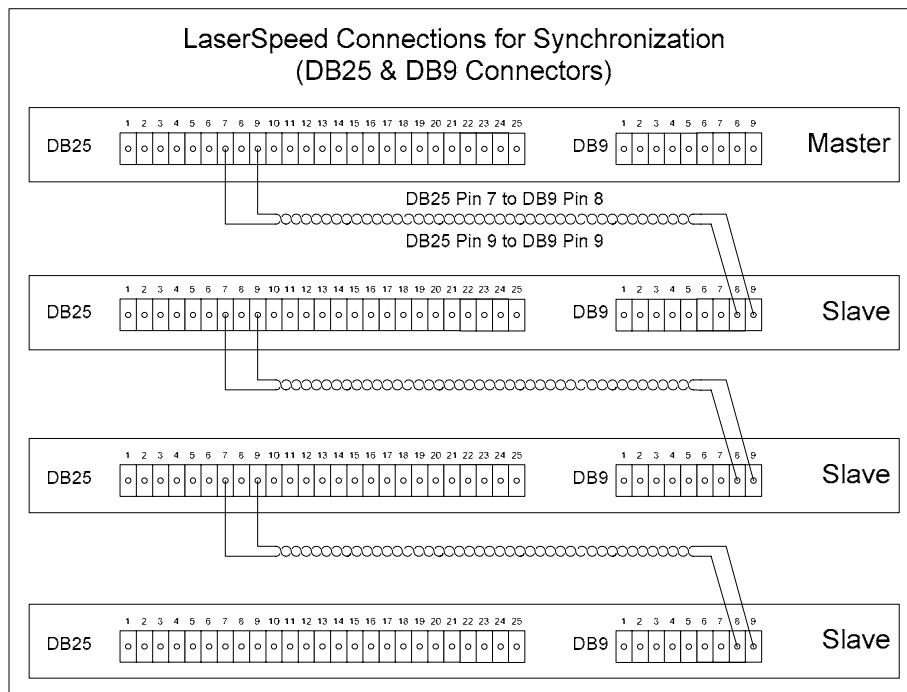 LaserSpeed Connections for Synchronization
(DB25 & DB9 Connectors)
1 2 3 4 5 6 7 8 9 10 11 12 13 14 15 16 17 18 19 20 21 22 23 24 25 1 2 3 4 5 6 7 8 9
DB25 DB9 Master
DB25 Pin 7 to DB9 Pin 8
DB25 Pin 9 to DB9 Pin 9
1 2 3 4 5 6 7 8 9 10 11 12 13 14 15 16 17 18 19 20 21 22 23 24 25 1 2 3 4 5 6 7 8 9
DB25 DB9 Slave
1 2 3 4 5 6 7 8 9 10 11 12 13 14 15 16 17 18 19 20 21 22 23 24 25 1 2 3 4 5 6 7 8 9
DB25 DB9 Slave
1 2 3 4 5 6 7 8 9 10 11 12 13 14 15 16 17 18 19 20 21 22 23 24 25 1 2 3 4 5 6 7 8 9
DB25 DB9 Slave